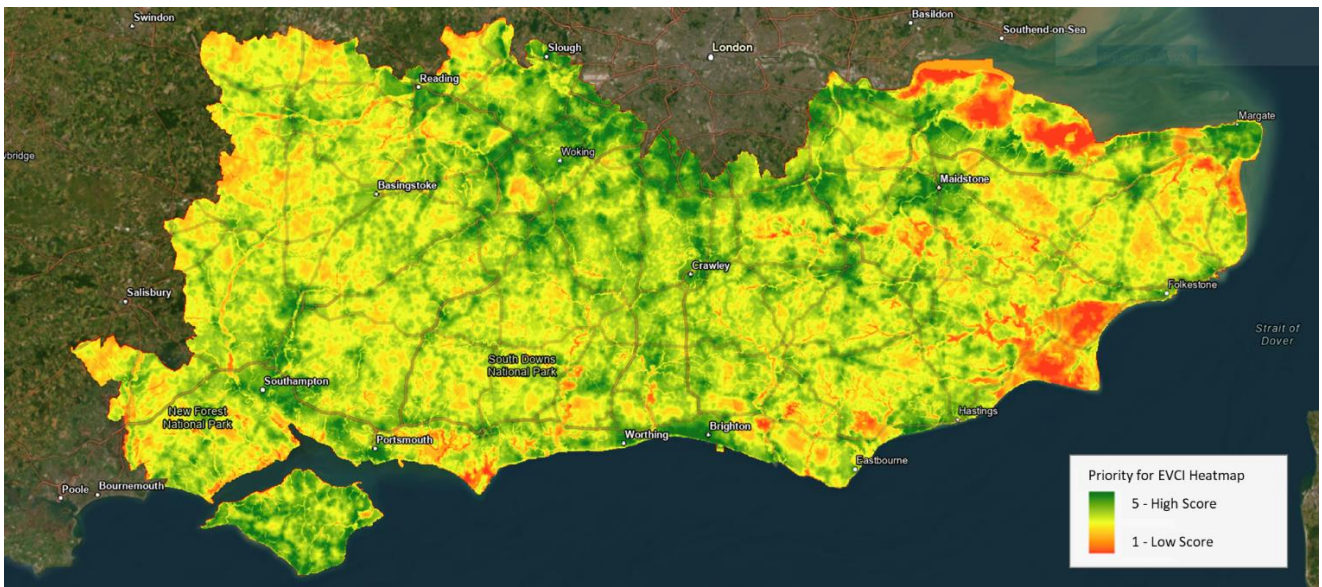 Swindon
Basildon
Southend-on-Sea
Slough
London
Reading
Margate
wbridge
Woking
Basingstoke
Maidstone
Crawley
Salisbury
Folkestone
Strait of
Dover
South Downs
National Park
Southampton
New Forest
National Park
Hastings
Portsmouth
Worthing
Brighton
Eastbourne
Poole
Bournemouth
Priority for EVCI Heatmap
5 - High Score
1 - Low Score